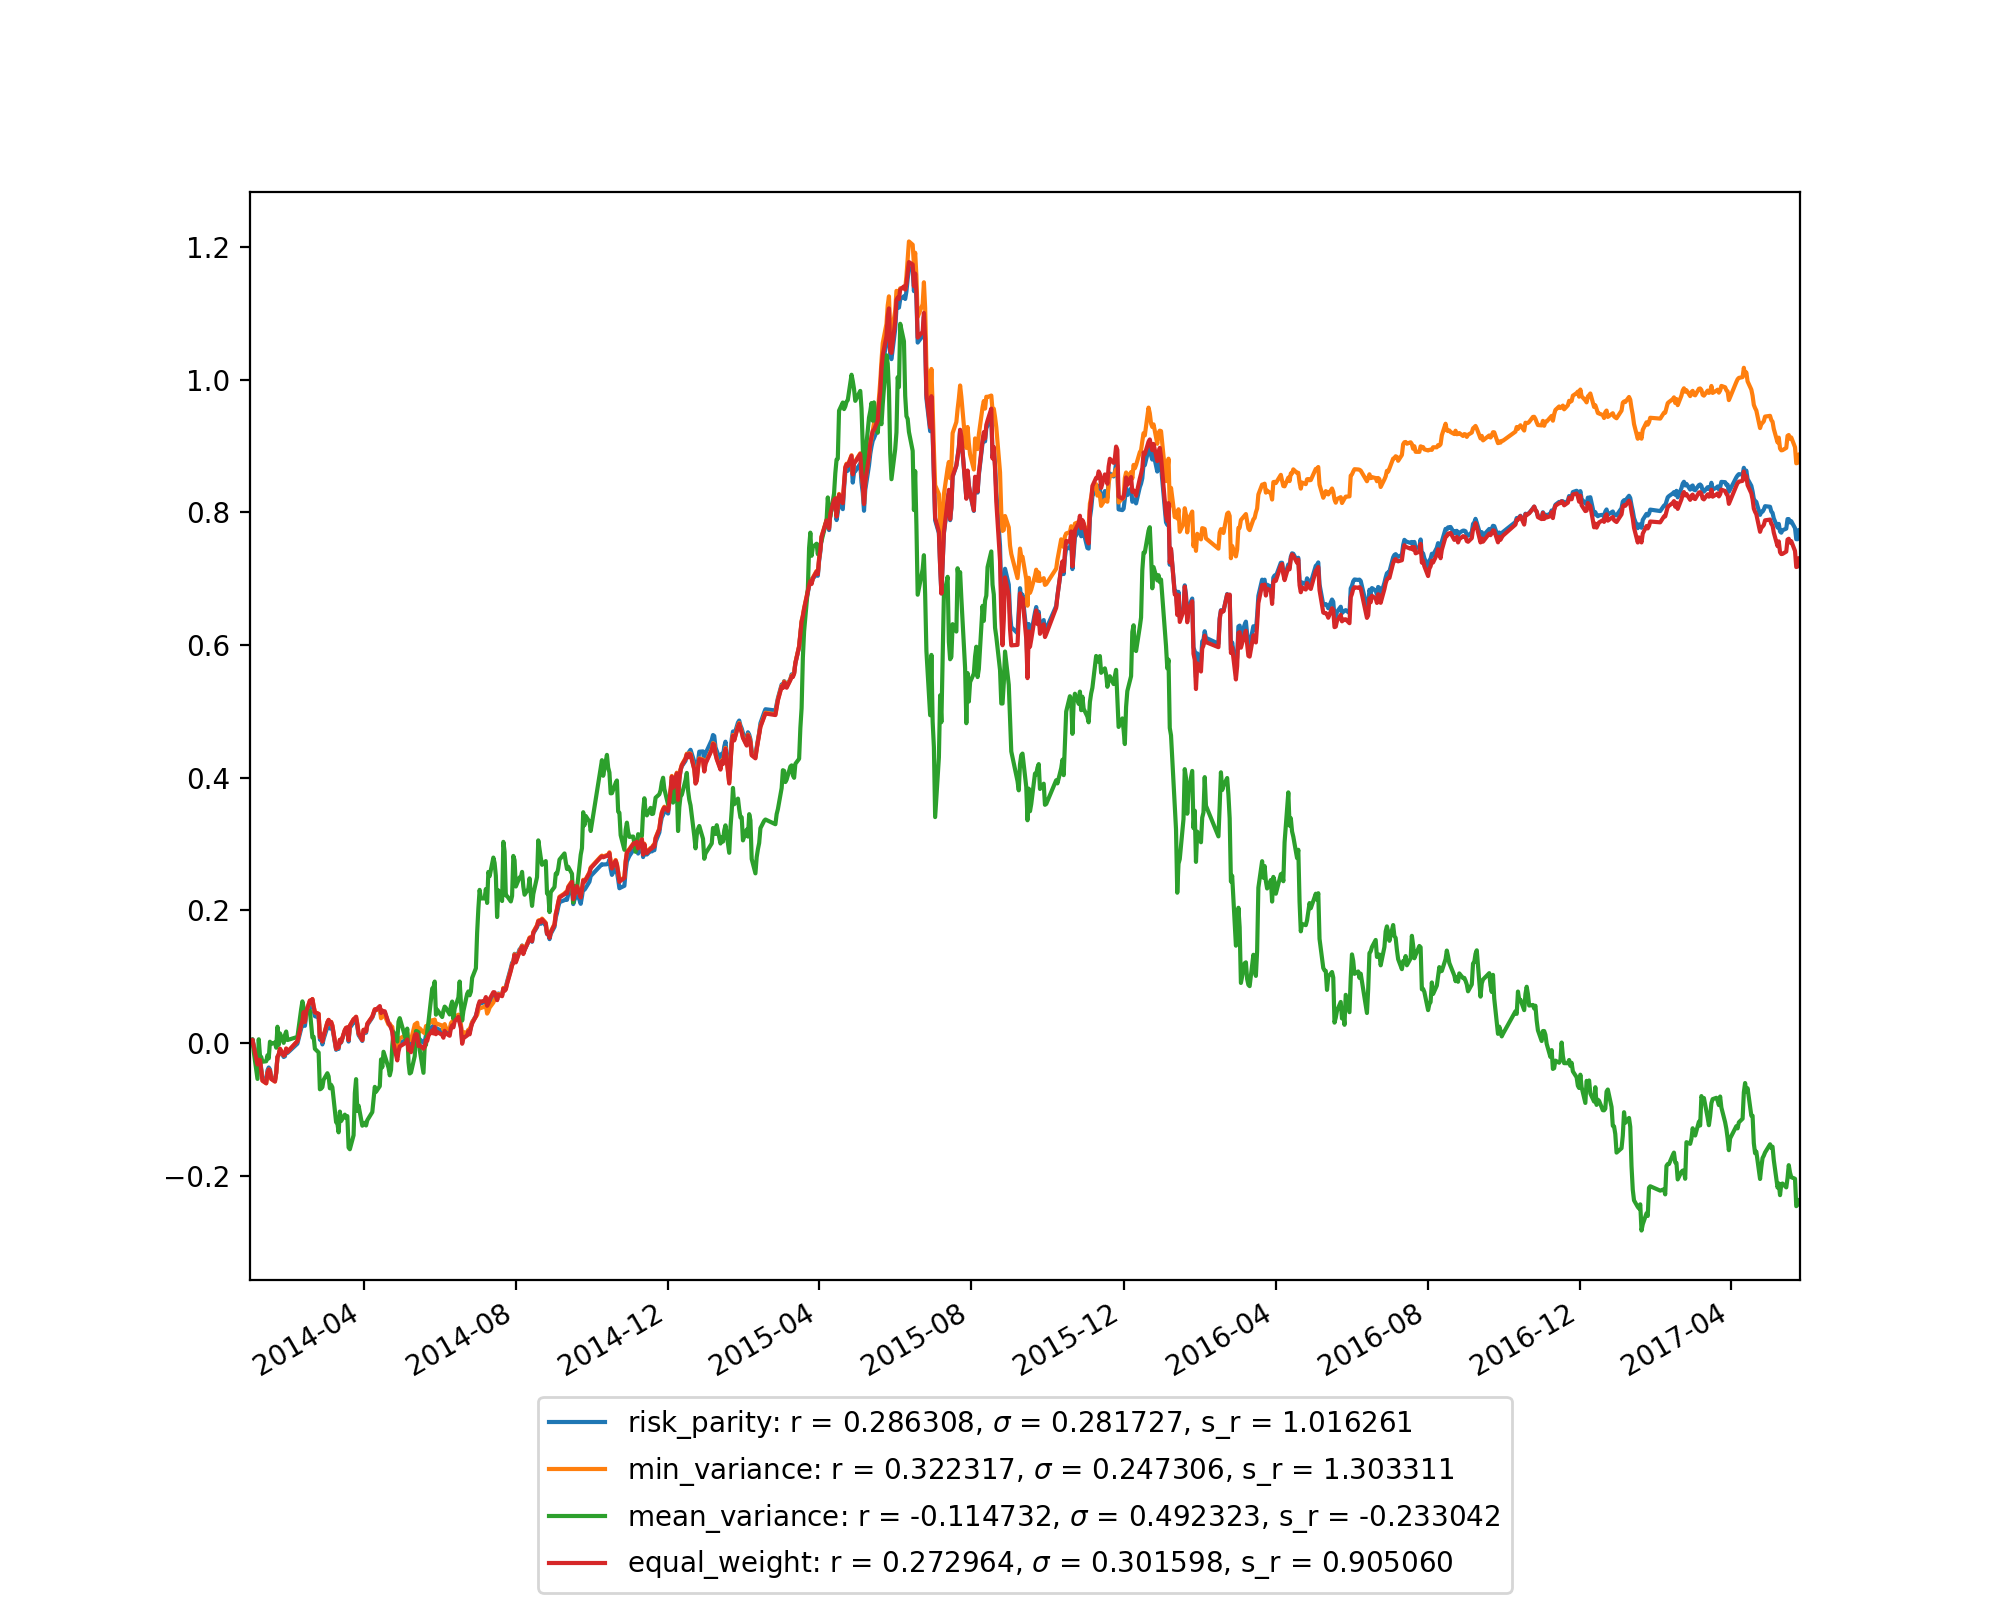 1.2
1.0
0.8
0.6
0.4
0.2
0.0
−0.2
2014-04 2014-08 2014-12 2015-04 2015-08 2015-12 2016-04 2016-08 2016-12 2017-04
risk_parity: r = 0.286308, σ = 0.281727, s_r = 1.016261
min_variance: r = 0.322317, σ = 0.247306, s_r = 1.303311
mean_variance: r = -0.114732, σ = 0.492323, s_r = -0.233042
equal_weight: r = 0.272964, σ = 0.301598, s_r = 0.905060